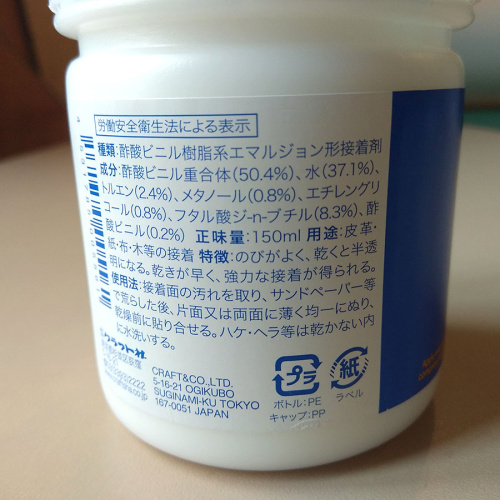 労働安全衛生法による表示
種類:酢酸ビニル樹脂系エマルジョン形接着剤
成分:酢酸ビニル重合体(50.4%)、水(37.1%)、
トルエン(2.4%)、メタノール(0.8%)、エチレングリ
コール(0.8%)、フタル酸ジ-n-ブチル(8.3%)、酢
酸ビニル(0.2%) 正味量:150ml 用途:皮革・
紙・布・木等の接着 特徴:のびがよく、乾くと半透
明になる。乾きが早く、強力な接着が得られる。
使用法:接着面の汚れを取り、サンドペーパー等
で荒らした後、片面又は両面に薄く均一にぬり、
乾燥前に貼り合せる。ハケ・ヘラ等は乾かない内
に水洗いする。
クラフト社
CRAFT&CO.,LTD.
5-16-21 OGIKUBO
SUGINAMI-KU TOKYO
167-0051 JAPAN
プラ
ボトル:PE
キャップ:PP
紙
ラベル